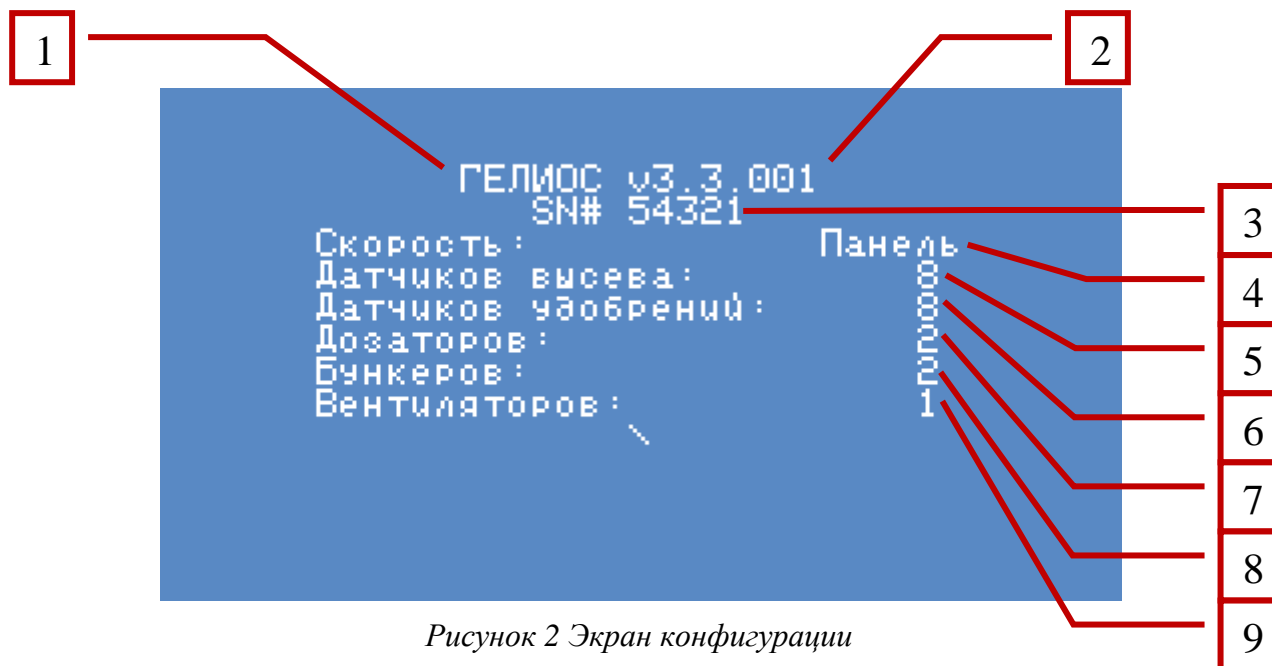 1
2
ГЕЛИОС v3.3.001
SN# 54321
3
Скорость: Панель
4
Датчиков высева: 8
5
Датчиков удобрений: 8
6
Дозаторов: 2
7
Бункеров: 2
8
Вентиляторов: 1
9
\
Рисунок 2 Экран конфигурации